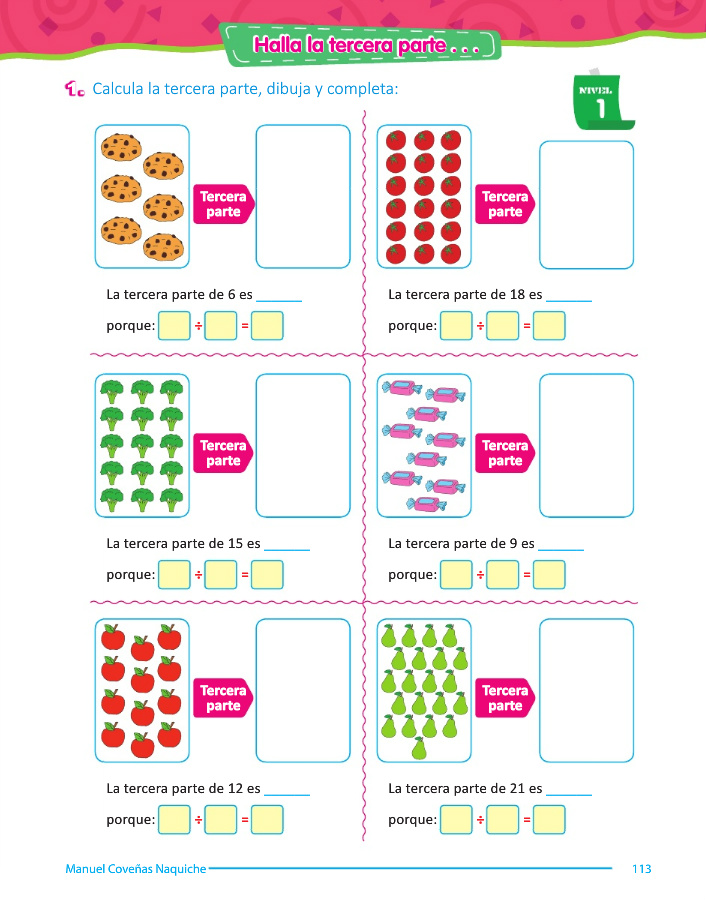 Halla la tercera parte . . .
1. Calcula la tercera parte, dibuja y completa:
NIVEL
1
Tercera
parte
La tercera parte de 6 es ______
porque: ÷ =
Tercera
parte
La tercera parte de 18 es ______
porque: ÷ =
Tercera
parte
La tercera parte de 15 es ______
porque: ÷ =
Tercera
parte
La tercera parte de 9 es ______
porque: ÷ =
Tercera
parte
La tercera parte de 12 es ______
porque: ÷ =
Tercera
parte
La tercera parte de 21 es ______
porque: ÷ =
Manuel Coveñas Naquiche
113